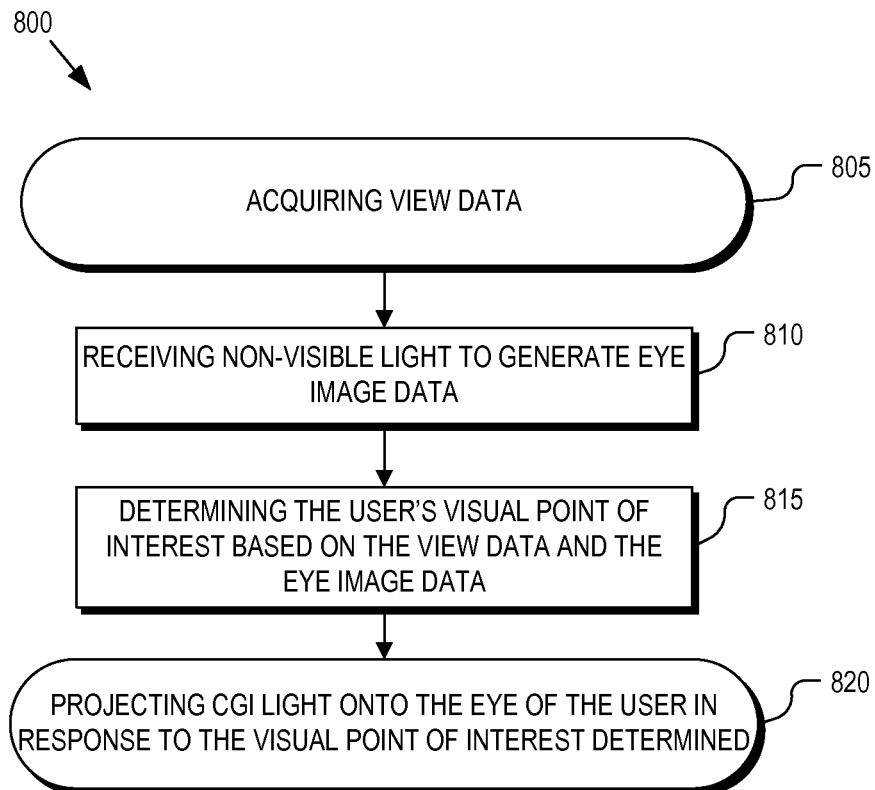 800
ACQUIRING VIEW DATA
805
RECEIVING NON-VISIBLE LIGHT TO GENERATE EYE
IMAGE DATA
810
DETERMINING THE USER'S VISUAL POINT OF
INTEREST BASED ON THE VIEW DATA AND THE
EYE IMAGE DATA
815
PROJECTING CGI LIGHT ONTO THE EYE OF THE USER IN
RESPONSE TO THE VISUAL POINT OF INTEREST DETERMINED
820